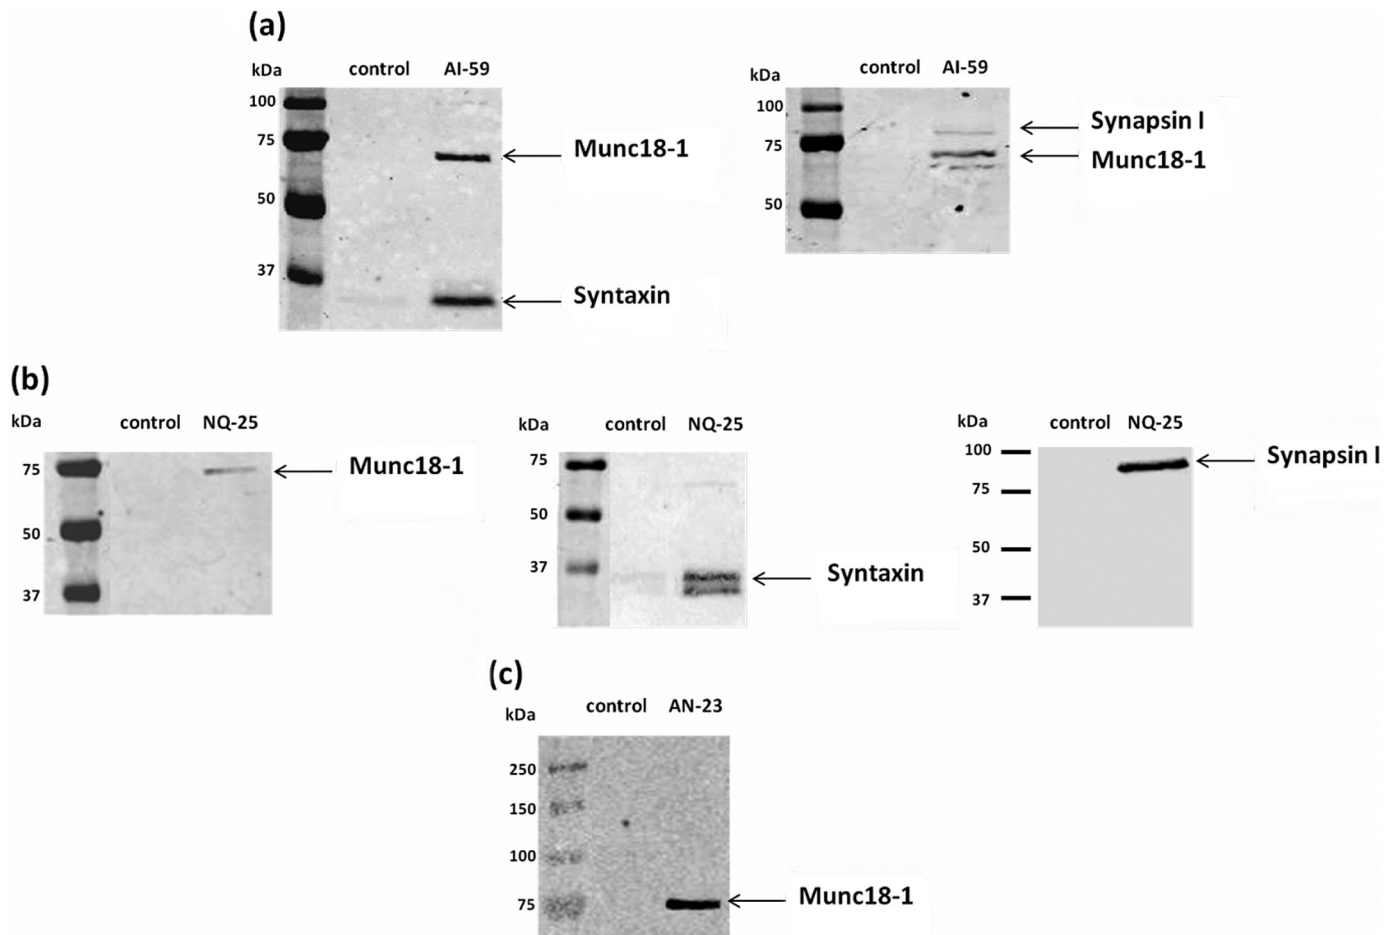 (a)
kDa control AI-59
100
75
50
37
Munc18-1
Syntaxin
kDa control AI-59
100
75
50
Synapsin I
Munc18-1
(b)
kDa control NQ-25
75
50
37
Munc18-1
kDa control NQ-25
75
50
37
Syntaxin
kDa control NQ-25
100
75
50
37
Synapsin I
(c)
kDa control AN-23
250
150
100
75
Munc18-1